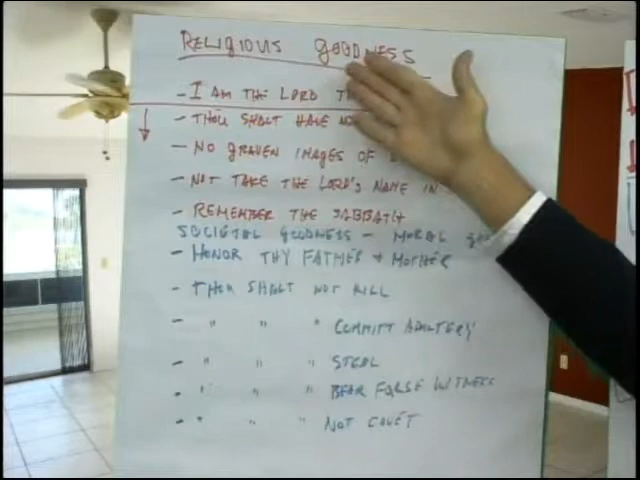 RELIGIOUS GOODNESS
- I AM THE LORD
- THOU SHALT HAVE NO
- NO GRAVEN IMAGES OF
- NOT TAKE THE LORD'S NAME IN
- REMEMBER THE SABBATH
SOCIETAL GOODNESS - MORAL
- HONOR THY FATHER + MOTHER
- THOU SHALT NOT KILL
- " " " COMMITT ADULTERY
- " " " STEAL
- " " " BEAR FALSE WITNESS
- " " " NOT COVET